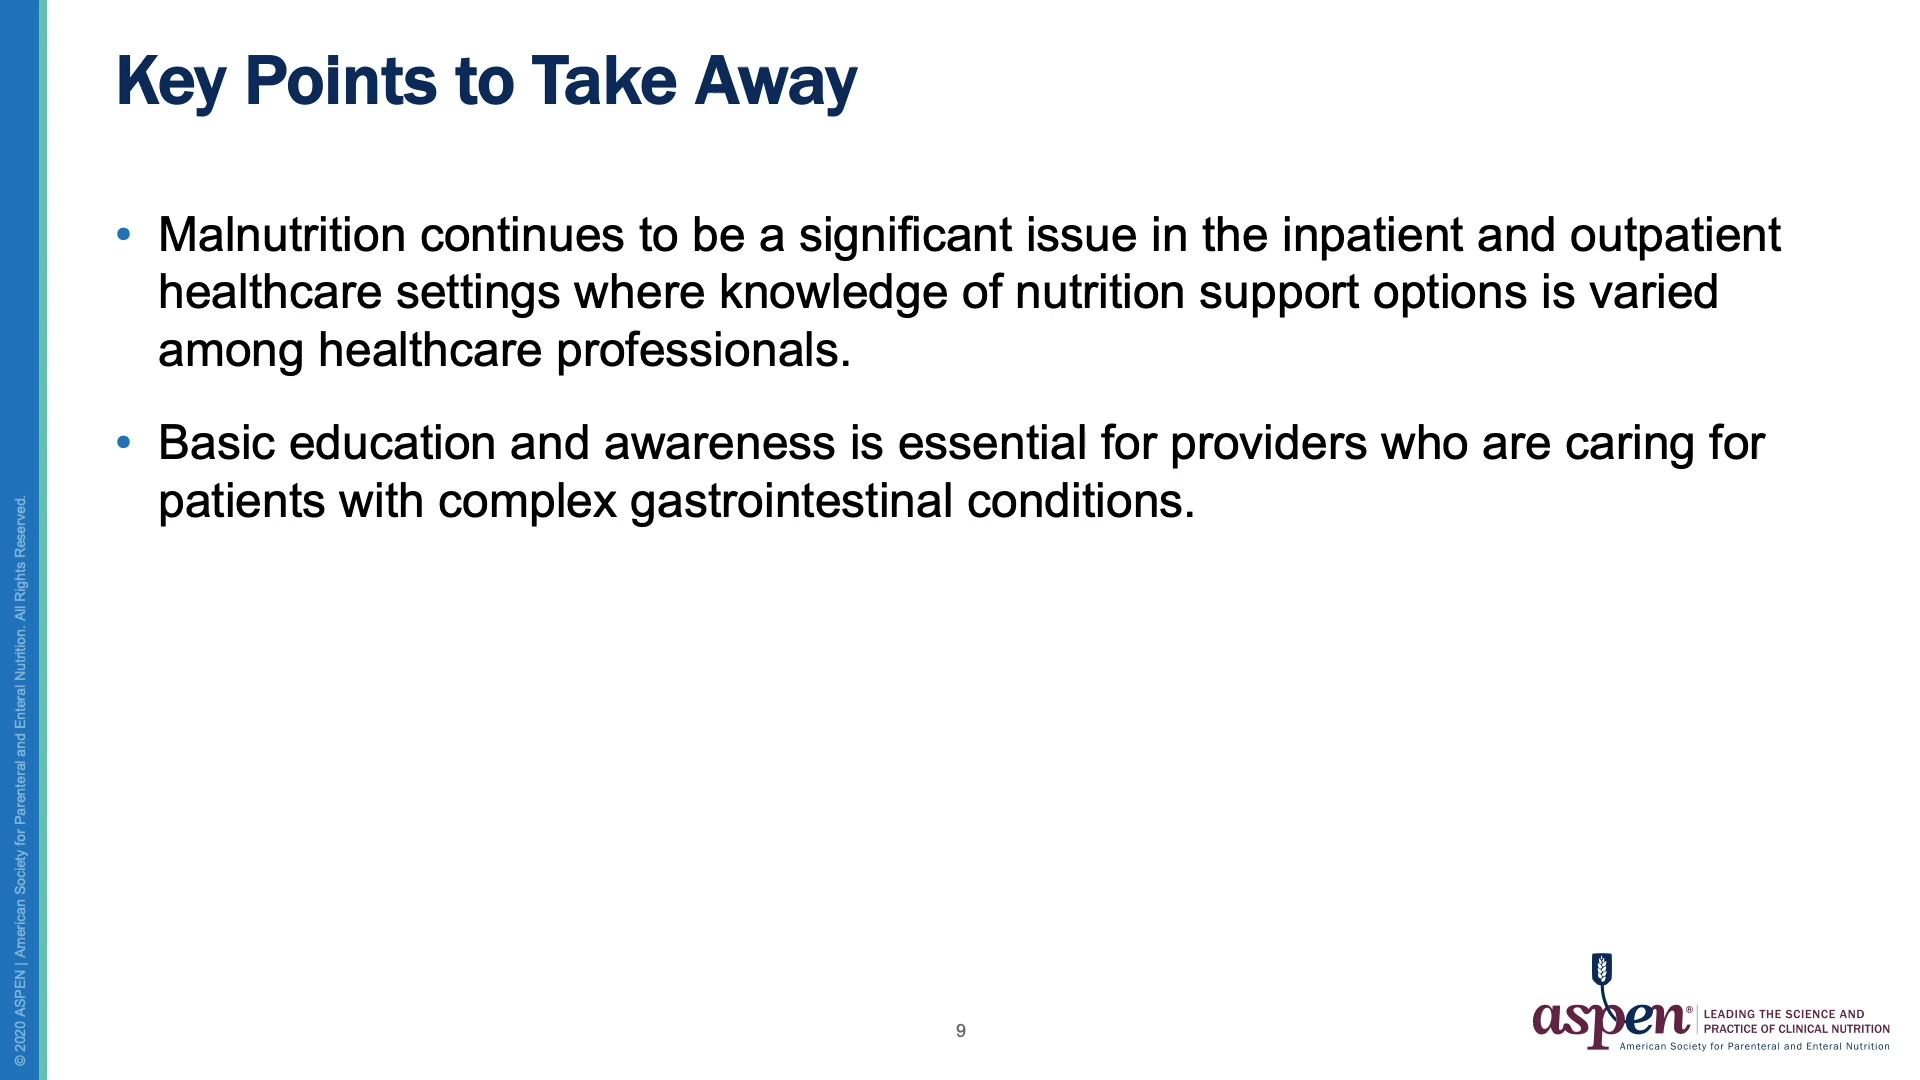 Key Points to Take Away
• Malnutrition continues to be a significant issue in the inpatient and outpatient
healthcare settings where knowledge of nutrition support options is varied
among healthcare professionals.
• Basic education and awareness is essential for providers who are caring for
patients with complex gastrointestinal conditions.
© 2020 ASPEN | American Society for Parenteral and Enteral Nutrition. All Rights Reserved.
9
aspen®
LEADING THE SCIENCE AND
PRACTICE OF CLINICAL NUTRITION
American Society for Parenteral and Enteral Nutrition